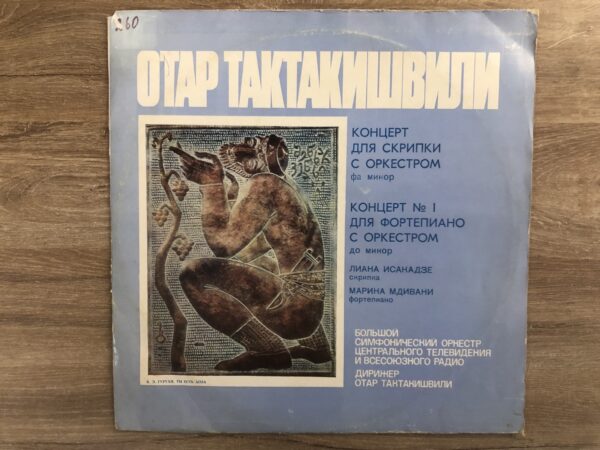 260
ОТАР ТАКТАКИШВИЛИ
КОНЦЕРТ
ДЛЯ СКРИПКИ
С ОРКЕСТРОМ
фа минор
КОНЦЕРТ № 1
ДЛЯ ФОРТЕПИАНО
С ОРКЕСТРОМ
до минор
ЛИАНА ИСАКАДЗЕ
скрипка
МАРИНА МДИВАНИ
фортепиано
БОЛЬШОЙ
СИМФОНИЧЕСКИЙ ОРКЕСТР
ЦЕНТРАЛЬНОГО ТЕЛЕВИДЕНИЯ
И ВСЕСОЮЗНОГО РАДИО
ДИРИЖЕР
ОТАР ТАКТАКИШВИЛИ
ЛОЗА